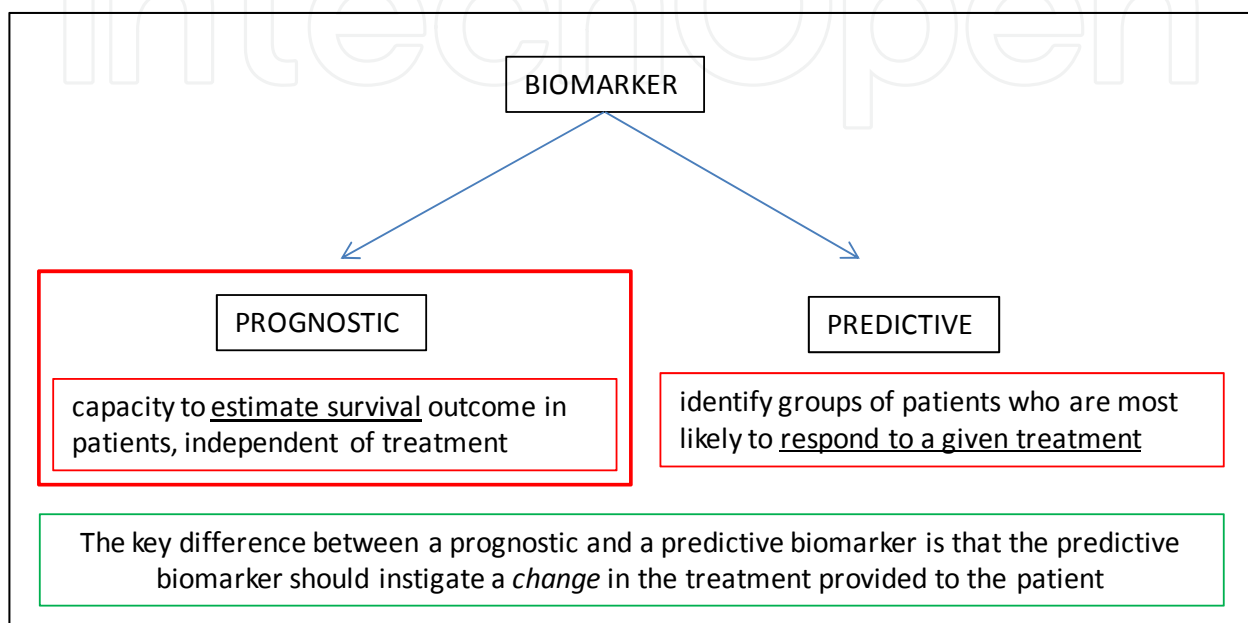 IntechOpen
BIOMARKER
PROGNOSTIC
PREDICTIVE
capacity to estimate survival outcome in
patients, independent of treatment
identify groups of patients who are most
likely to respond to a given treatment
The key difference between a prognostic and a predictive biomarker is that the predictive
biomarker should instigate a change in the treatment provided to the patient